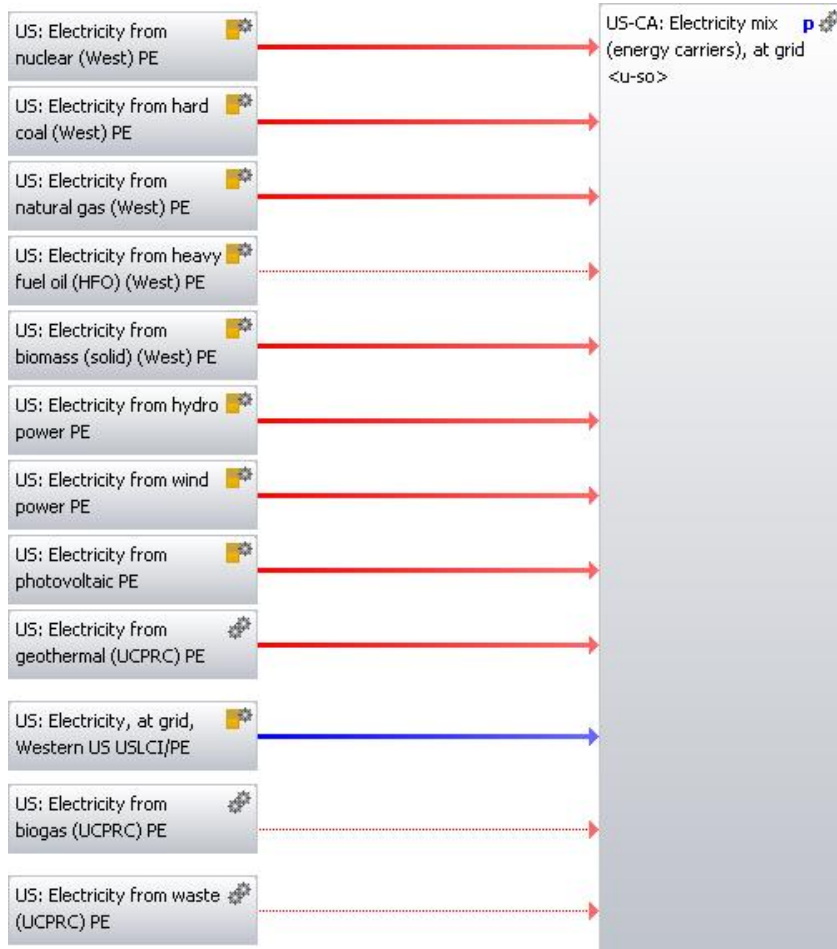 US: Electricity from
nuclear (West) PE
US: Electricity from hard
coal (West) PE
US: Electricity from
natural gas (West) PE
US: Electricity from heavy
fuel oil (HFO) (West) PE
US: Electricity from
biomass (solid) (West) PE
US: Electricity from hydro
power PE
US: Electricity from wind
power PE
US: Electricity from
photovoltaic PE
US: Electricity from
geothermal (UCPRC) PE
US: Electricity, at grid,
Western US USLCI/PE
US: Electricity from
biogas (UCPRC) PE
US: Electricity from waste
(UCPRC) PE
US-CA: Electricity mix p
(energy carriers), at grid
<u-so>